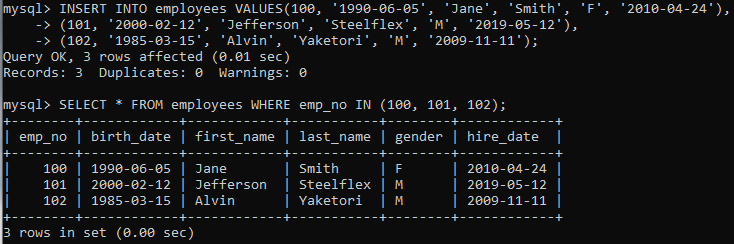 mysql> INSERT INTO employees VALUES(100, '1990-06-05', 'Jane', 'Smith', 'F', '2010-04-24'),
    -> (101, '2000-02-12', 'Jefferson', 'Steelflex', 'M', '2019-05-12'),
    -> (102, '1985-03-15', 'Alvin', 'Yaketori', 'M', '2009-11-11');
Query OK, 3 rows affected (0.01 sec)
Records: 3  Duplicates: 0  Warnings: 0

mysql> SELECT * FROM employees WHERE emp_no IN (100, 101, 102);
+--------+------------+------------+-----------+--------+------------+
| emp_no | birth_date | first_name | last_name | gender | hire_date  |
+--------+------------+------------+-----------+--------+------------+
|    100 | 1990-06-05 | Jane       | Smith     | F      | 2010-04-24 |
|    101 | 2000-02-12 | Jefferson  | Steelflex | M      | 2019-05-12 |
|    102 | 1985-03-15 | Alvin      | Yaketori  | M      | 2009-11-11 |
+--------+------------+------------+-----------+--------+------------+
3 rows in set (0.00 sec)